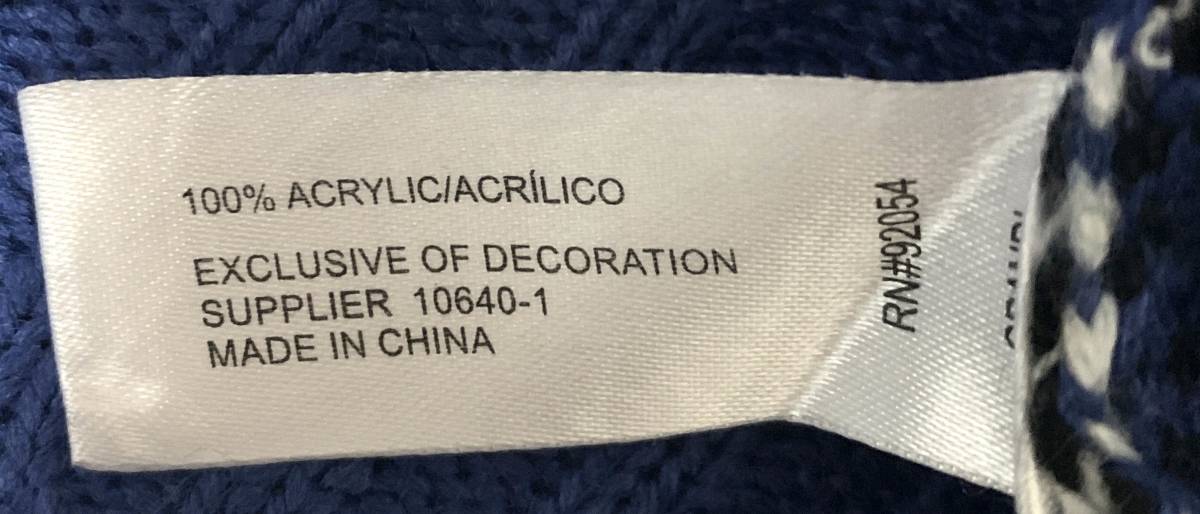 100% ACRYLIC/ACRÍLICO
EXCLUSIVE OF DECORATION
SUPPLIER 10640-1
MADE IN CHINA
RN#92054